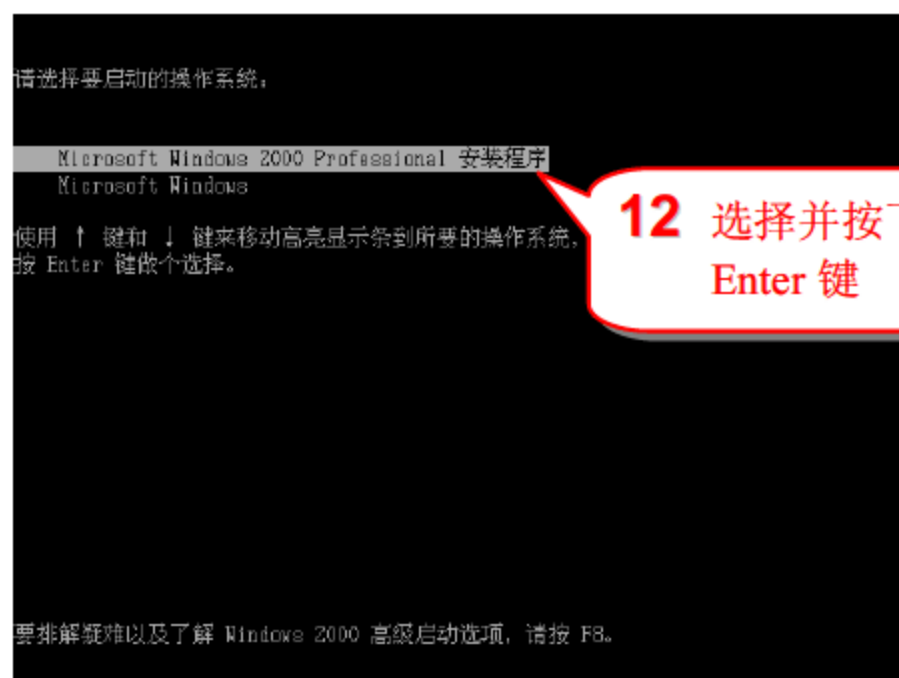 请选择要启动的操作系统:
Microsoft Windows 2000 Professional 安装程序
Microsoft Windows
使用 ↑ 键和 ↓ 键来移动高亮显示条到所要的操作系统,
按 Enter 键做个选择。
12 选择并按下
Enter 键
要排解疑难以及了解 Windows 2000 高级启动选项, 请按 F8。